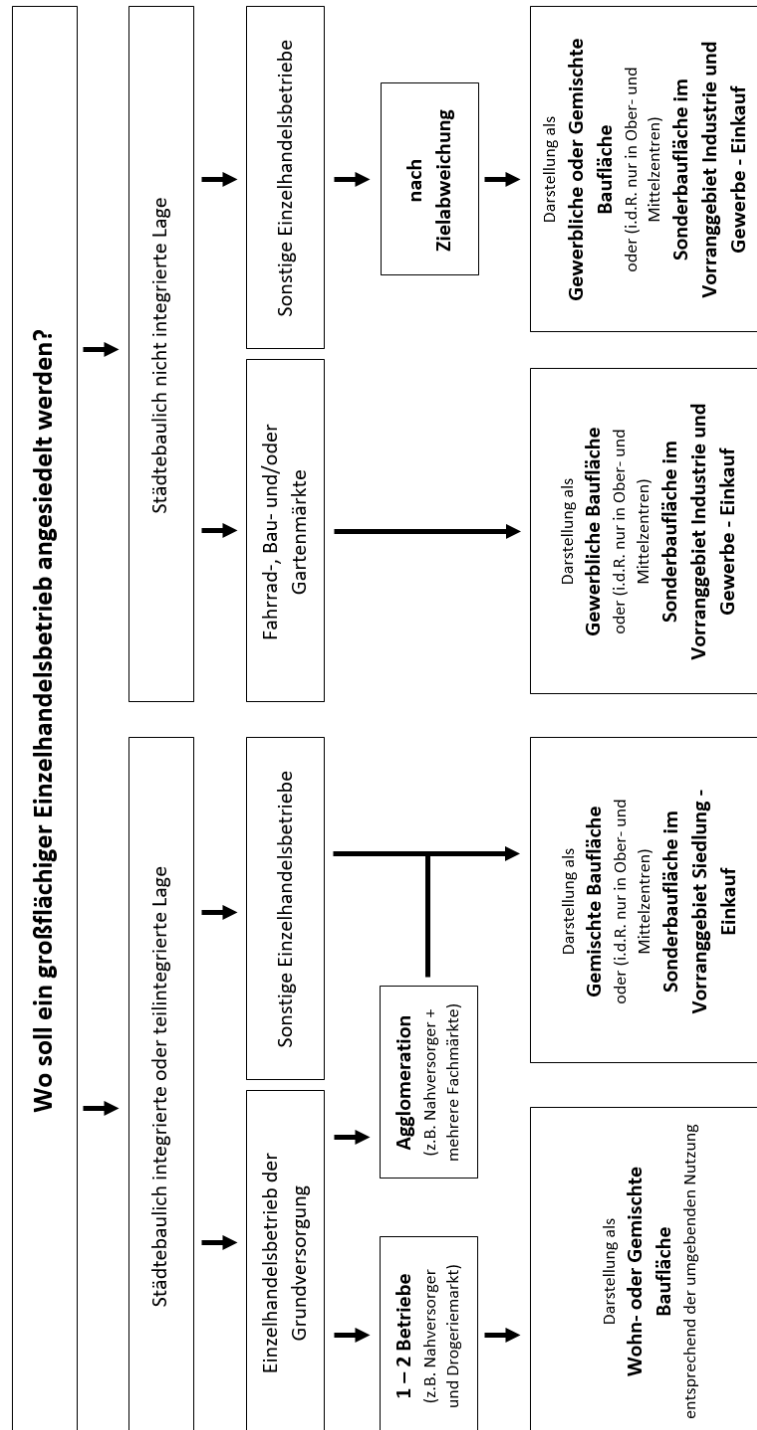 Wo soll ein großflächiger Einzelhandelsbetrieb angesiedelt werden?
Städtebaulich integrierte oder teilintegrierte Lage
Städtebaulich nicht integrierte Lage
Einzelhandelsbetrieb der
Grundversorgung
Sonstige Einzelhandelsbetriebe
Fahrrad-, Bau- und/oder
Gartenmärkte
Sonstige Einzelhandelsbetriebe
1 – 2 Betriebe
(z.B. Nahversorger
und Drogeriemarkt)
Agglomeration
(z.B. Nahversorger +
mehrere Fachmärkte)
nach
Zielabweichung
Darstellung als
Wohn- oder Gemischte
Baufläche
entsprechend der umgebenden Nutzung
Darstellung als
Gemischte Baufläche
oder (i.d.R. nur in Ober- und
Mittelzentren)
Sonderbaufläche im
Vorranggebiet Siedlung -
Einkauf
Darstellung als
Gewerbliche Baufläche
oder (i.d.R. nur in Ober- und
Mittelzentren)
Sonderbaufläche im
Vorranggebiet Industrie und
Gewerbe - Einkauf
Darstellung als
Gewerbliche oder Gemischte
Baufläche
oder (i.d.R. nur in Ober- und
Mittelzentren)
Sonderbaufläche im
Vorranggebiet Industrie und
Gewerbe - Einkauf